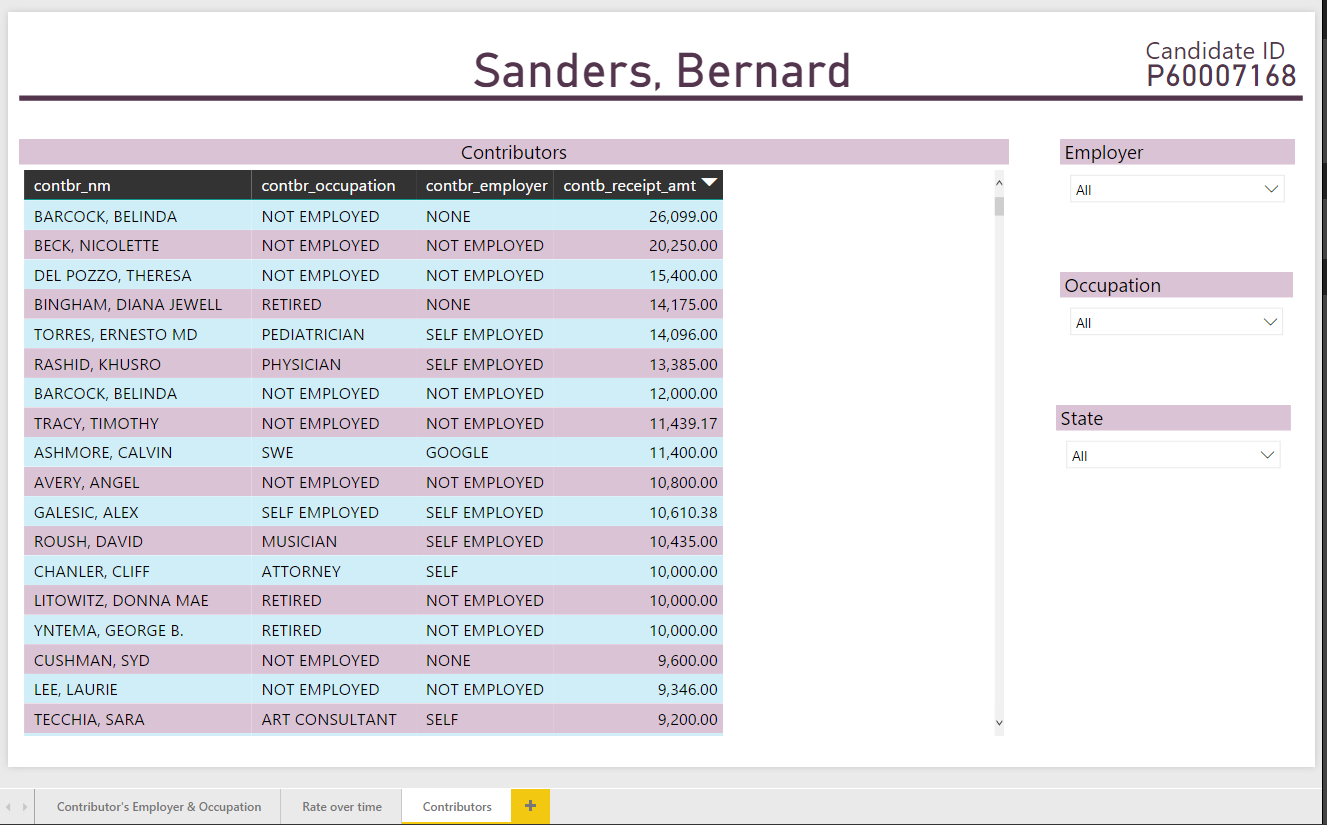 Sanders, Bernard
Candidate ID
P60007168
Contributors
contbr_nm contbr_occupation contbr_employer contb_receipt_amt
BARCOCK, BELINDA NOT EMPLOYED NONE 26,099.00
BECK, NICOLETTE NOT EMPLOYED NOT EMPLOYED 20,250.00
DEL POZZO, THERESA NOT EMPLOYED NOT EMPLOYED 15,400.00
BINGHAM, DIANA JEWELL RETIRED NONE 14,175.00
TORRES, ERNESTO MD PEDIATRICIAN SELF EMPLOYED 14,096.00
RASHID, KHUSRO PHYSICIAN SELF EMPLOYED 13,385.00
BARCOCK, BELINDA NOT EMPLOYED NOT EMPLOYED 12,000.00
TRACY, TIMOTHY NOT EMPLOYED NOT EMPLOYED 11,439.17
ASHMORE, CALVIN SWE GOOGLE 11,400.00
AVERY, ANGEL NOT EMPLOYED NOT EMPLOYED 10,800.00
GALESIC, ALEX SELF EMPLOYED SELF EMPLOYED 10,610.38
ROUSH, DAVID MUSICIAN SELF EMPLOYED 10,435.00
CHANLER, CLIFF ATTORNEY SELF 10,000.00
LITOWITZ, DONNA MAE RETIRED NOT EMPLOYED 10,000.00
YNTEMA, GEORGE B. RETIRED NOT EMPLOYED 10,000.00
CUSHMAN, SYD NOT EMPLOYED NONE 9,600.00
LEE, LAURIE NOT EMPLOYED NOT EMPLOYED 9,346.00
TECCHIA, SARA ART CONSULTANT SELF 9,200.00
Employer
All
Occupation
All
State
All
Contributor's Employer & Occupation Rate over time Contributors +